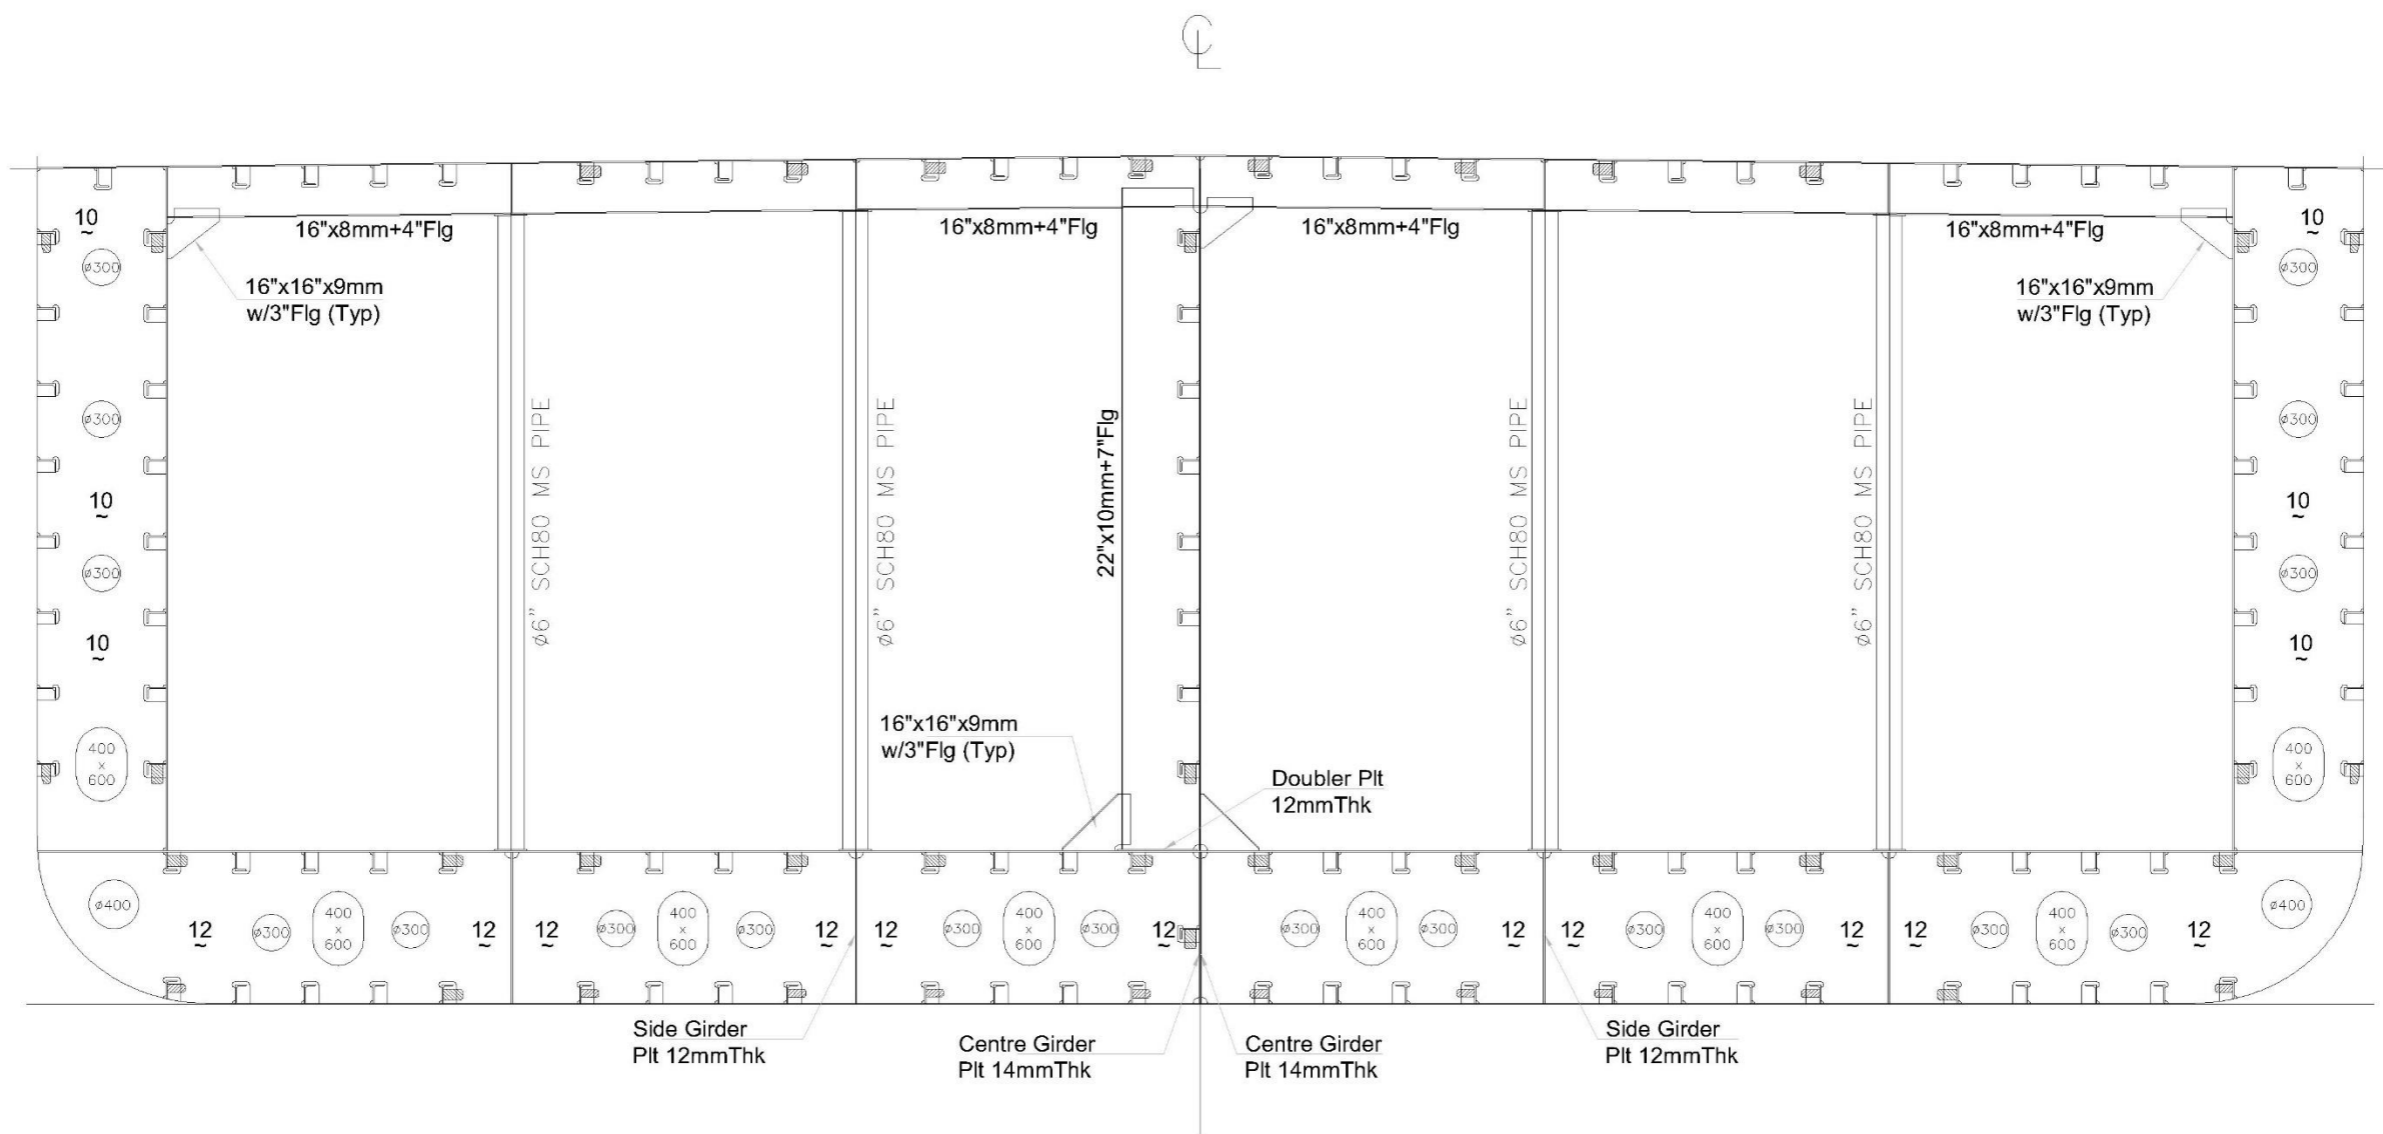 ℄
10
10
16"x8mm+4"Flg
16"x8mm+4"Flg
16"x8mm+4"Flg
16"x8mm+4"Flg
ø300
ø300
16"x16"x9mm
w/3"Flg (Typ)
16"x16"x9mm
w/3"Flg (Typ)
ø300
ø300
ø6" SCH80 MS PIPE
ø6" SCH80 MS PIPE
22"x10mm+7"Flg
ø6" SCH80 MS PIPE
ø6" SCH80 MS PIPE
10
10
ø300
ø300
10
10
16"x16"x9mm
w/3"Flg (Typ)
400
x
600
400
x
600
Doubler Plt
12mmThk
ø400
12
ø300
400
x
600
ø300
12
12
ø300
400
x
600
ø300
12
12
ø300
400
x
600
ø300
12
ø300
400
x
600
ø300
12
12
ø300
400
x
600
ø300
12
12
ø300
400
x
600
ø300
12
ø400
Side Girder
Plt 12mmThk
Centre Girder
Plt 14mmThk
Centre Girder
Plt 14mmThk
Side Girder
Plt 12mmThk